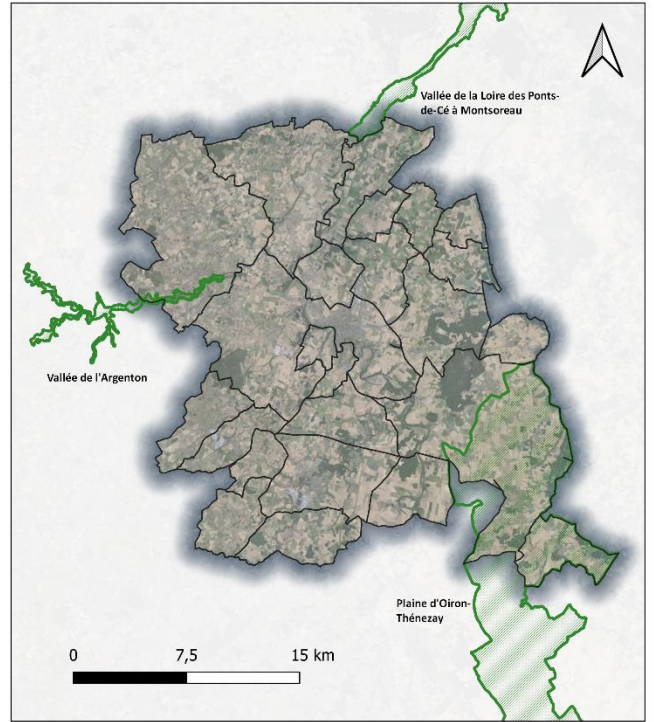 Vallée de la Loire des Ponts-
de-Cé à Montsoreau
Vallée de l'Argenton
Plaine d'Oiron-
Thénezay
0 7,5 15 km